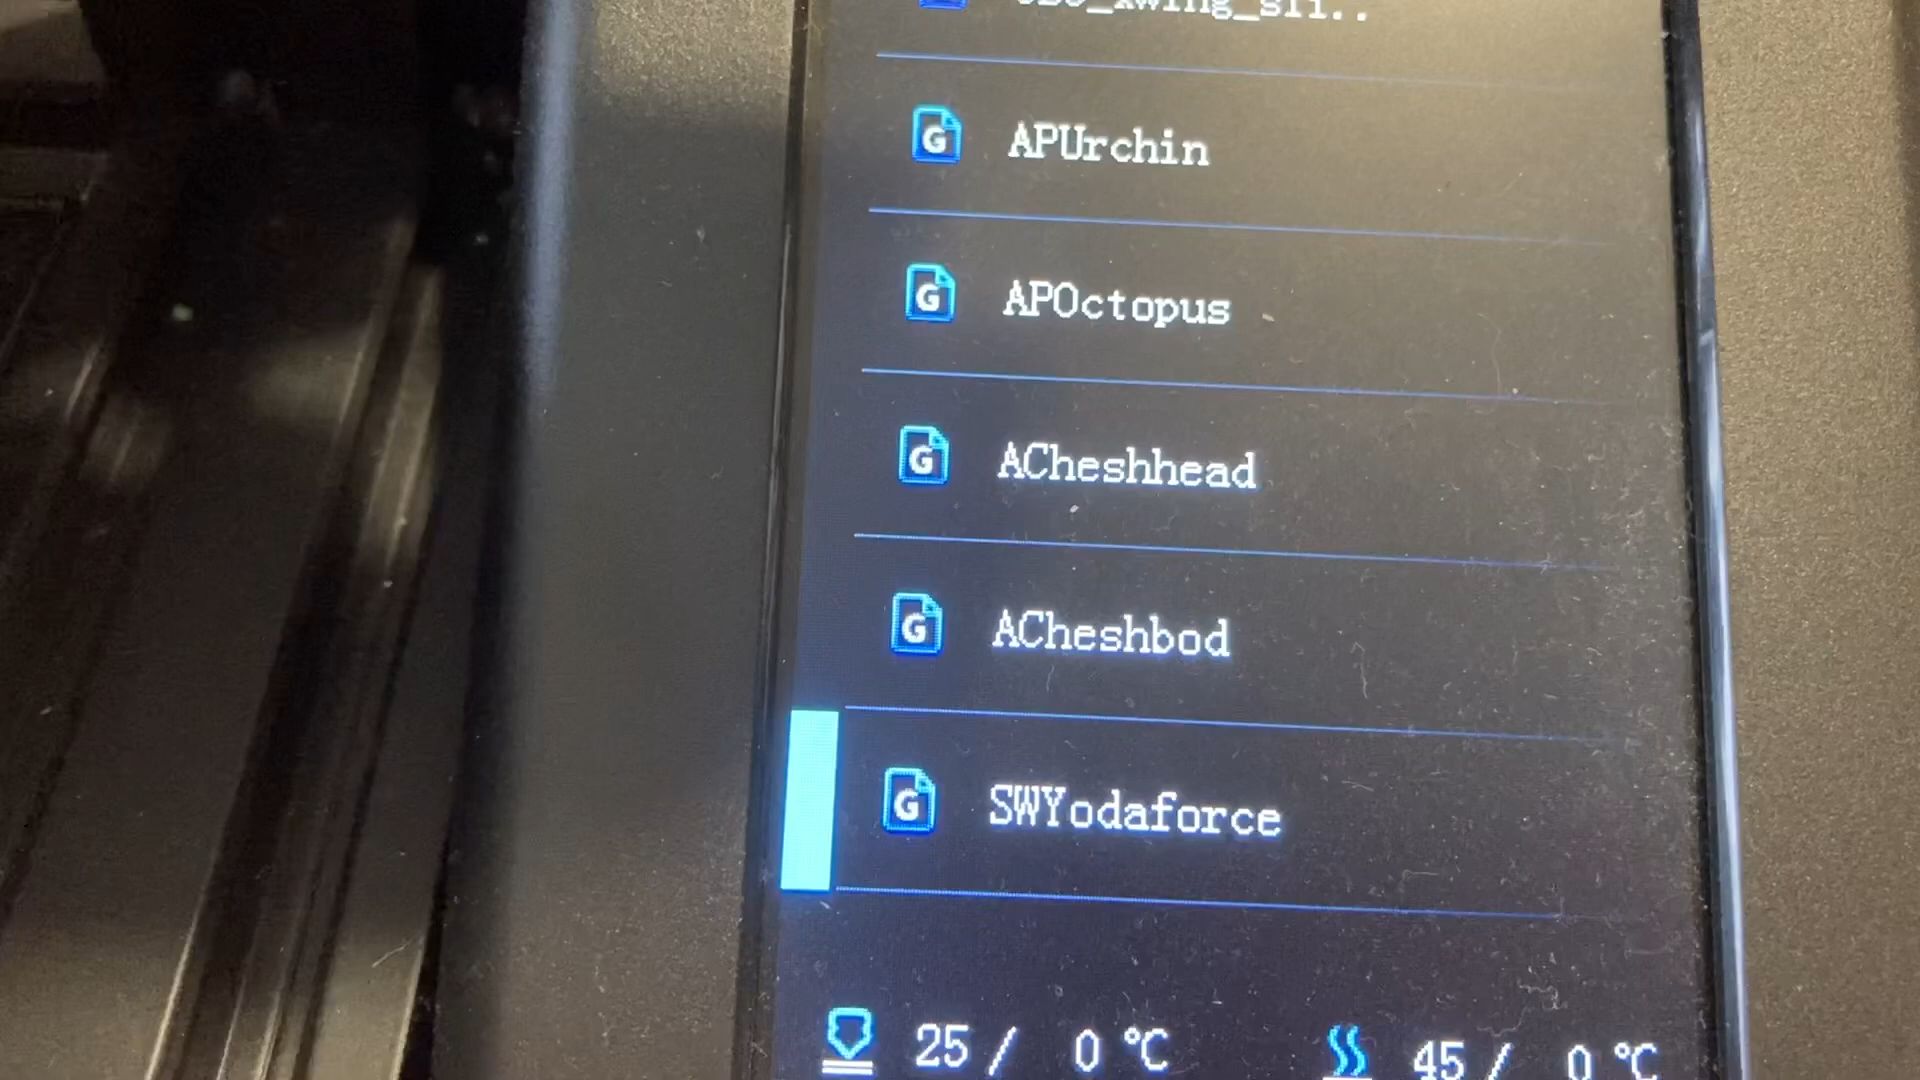 G APUrchin
G APOctopus
G ACheshhead
G ACheshbod
G SWYodaforce
25 / 0 °C 45 / 0 °C